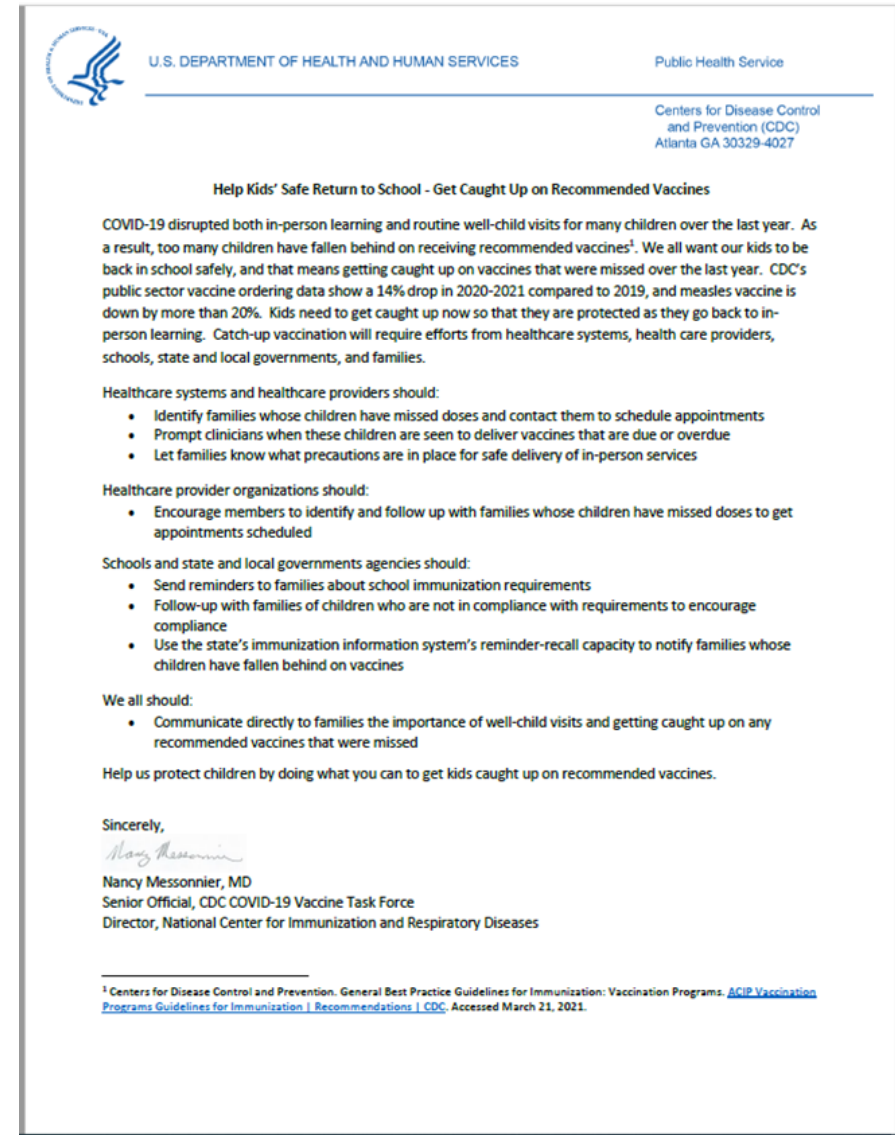 U.S. DEPARTMENT OF HEALTH AND HUMAN SERVICES
Public Health Service
Centers for Disease Control
and Prevention (CDC)
Atlanta GA 30329-4027
Help Kids' Safe Return to School - Get Caught Up on Recommended Vaccines
COVID-19 disrupted both in-person learning and routine well-child visits for many children over the last year. As
a result, too many children have fallen behind on receiving recommended vaccines¹. We all want our kids to be
back in school safely, and that means getting caught up on vaccines that were missed over the last year. CDC's
public sector vaccine ordering data show a 14% drop in 2020-2021 compared to 2019, and measles vaccine is
down by more than 20%. Kids need to get caught up now so that they are protected as they go back to in-
person learning. Catch-up vaccination will require efforts from healthcare systems, health care providers,
schools, state and local governments, and families.
Healthcare systems and healthcare providers should:
• Identify families whose children have missed doses and contact them to schedule appointments
• Prompt clinicians when these children are seen to deliver vaccines that are due or overdue
• Let families know what precautions are in place for safe delivery of in-person services
Healthcare provider organizations should:
• Encourage members to identify and follow up with families whose children have missed doses to get
appointments scheduled
Schools and state and local governments agencies should:
• Send reminders to families about school immunization requirements
• Follow-up with families of children who are not in compliance with requirements to encourage
compliance
• Use the state's immunization information system's reminder-recall capacity to notify families whose
children have fallen behind on vaccines
We all should:
• Communicate directly to families the importance of well-child visits and getting caught up on any
recommended vaccines that were missed
Help us protect children by doing what you can to get kids caught up on recommended vaccines.
Sincerely,
Nancy Messonnier
Nancy Messonnier, MD
Senior Official, CDC COVID-19 Vaccine Task Force
Director, National Center for Immunization and Respiratory Diseases
¹ Centers for Disease Control and Prevention. General Best Practice Guidelines for Immunization: Vaccination Programs. ACIP Vaccination
Programs Guidelines for Immunization | Recommendations | CDC. Accessed March 21, 2021.